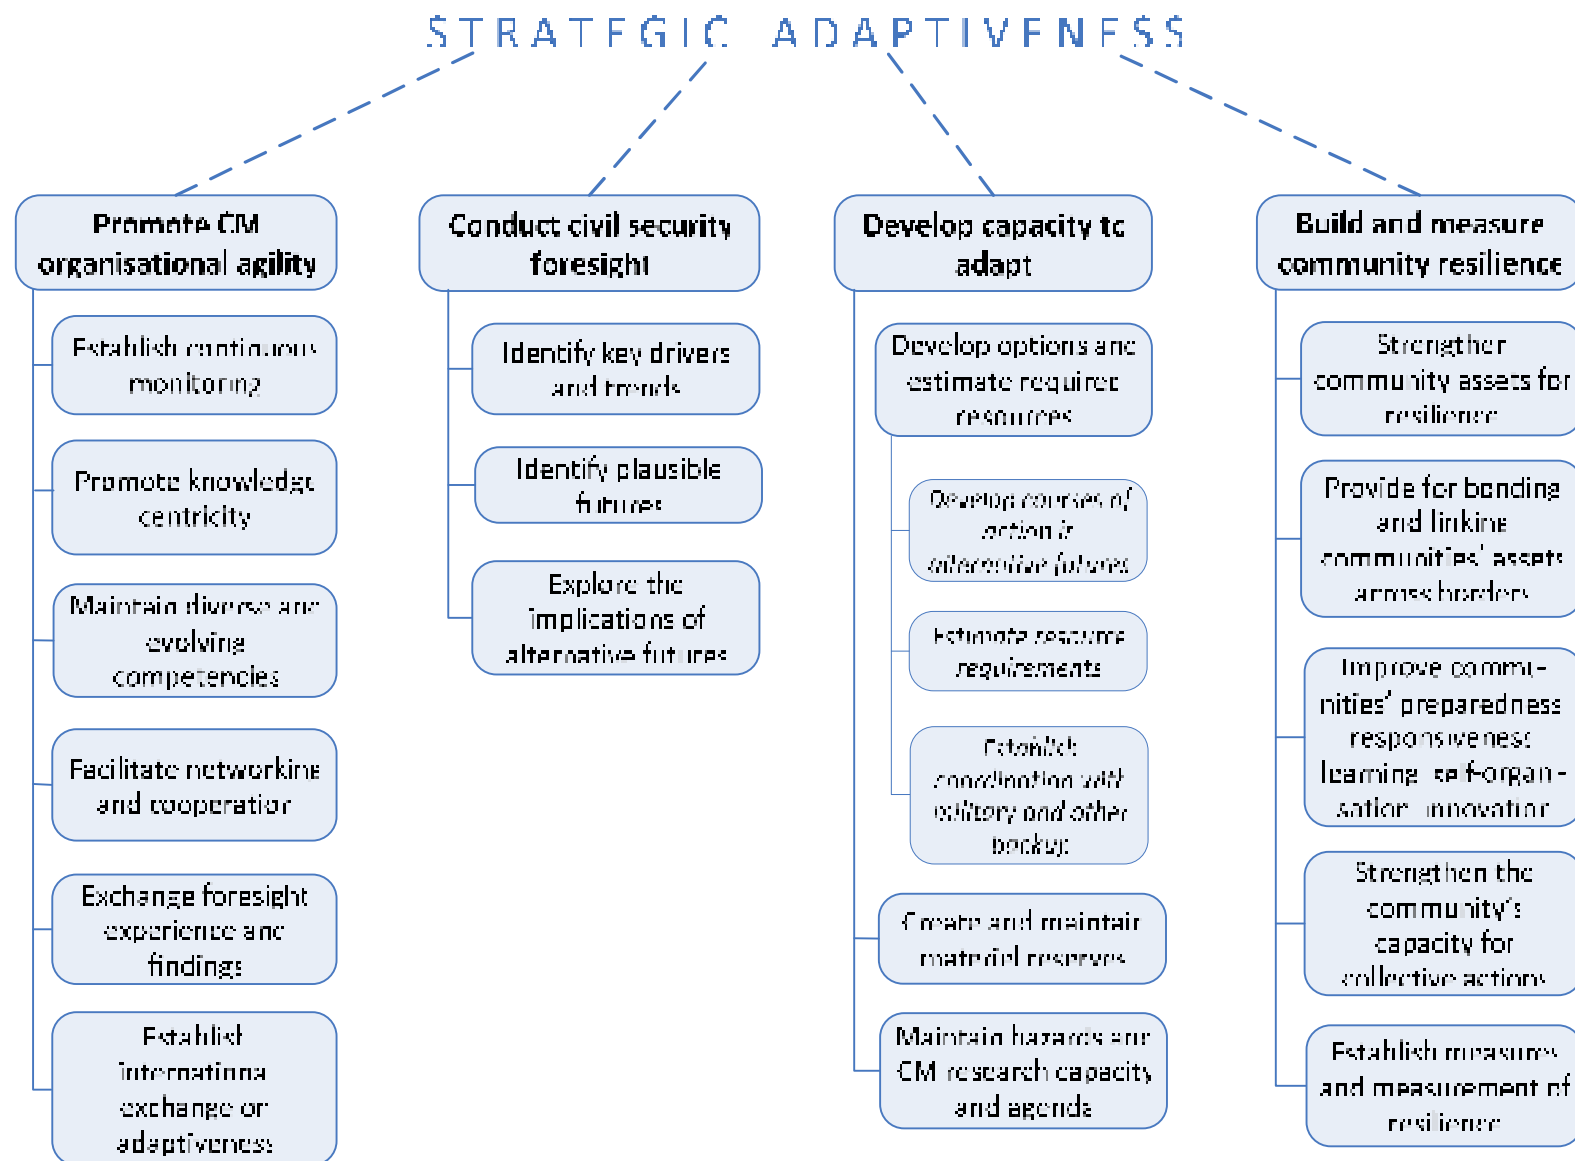 STRATEGIC ADAPTIVENESS
Promote CM
organisational agility
Establish continuous
monitoring
Promote knowledge
centricity
Maintain diverse and
evolving
competencies
Facilitate networking
and cooperation
Exchange foresight
experience and
findings
Establish
international
exchange on
adaptiveness
Conduct civil security
foresight
Identify key drivers
and trends
Identify plausible
futures
Explore the
implications of
alternative futures
Develop capacity to
adapt
Develop options and
estimate required
resources
Develop courses of
action in
alternative futures
Estimate resource
requirements
Establish
coordination with
military and other
backup
Create and maintain
materiel reserves
Maintain hazards and
CM research capacity
and agenda
Build and measure
community resilience
Strengthen
community assets for
resilience
Provide for bonding
and linking
communities’ assets
across borders
Improve commu-
nities’ preparedness
responsiveness
learning self-organi-
sation innovation
Strengthen the
community’s
capacity for
collective actions
Establish measures
and measurement of
resilience